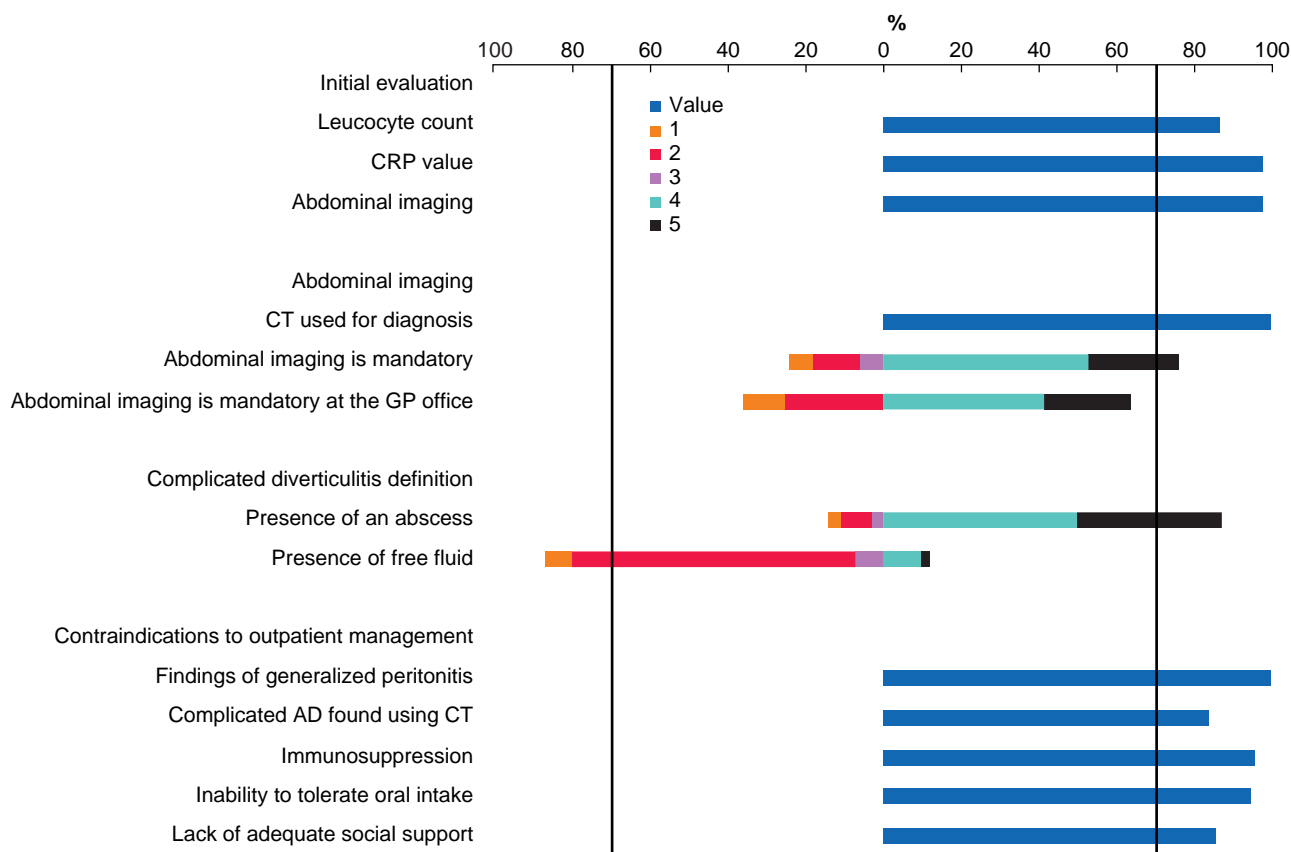 %
100 80 60 40 20 0 20 40 60 80 100
Initial evaluation
Value
Leucocyte count
1
2
CRP value
3
Abdominal imaging
4
5
Abdominal imaging
CT used for diagnosis
Abdominal imaging is mandatory
Abdominal imaging is mandatory at the GP office
Complicated diverticulitis definition
Presence of an abscess
Presence of free fluid
Contraindications to outpatient management
Findings of generalized peritonitis
Complicated AD found using CT
Immunosuppression
Inability to tolerate oral intake
Lack of adequate social support